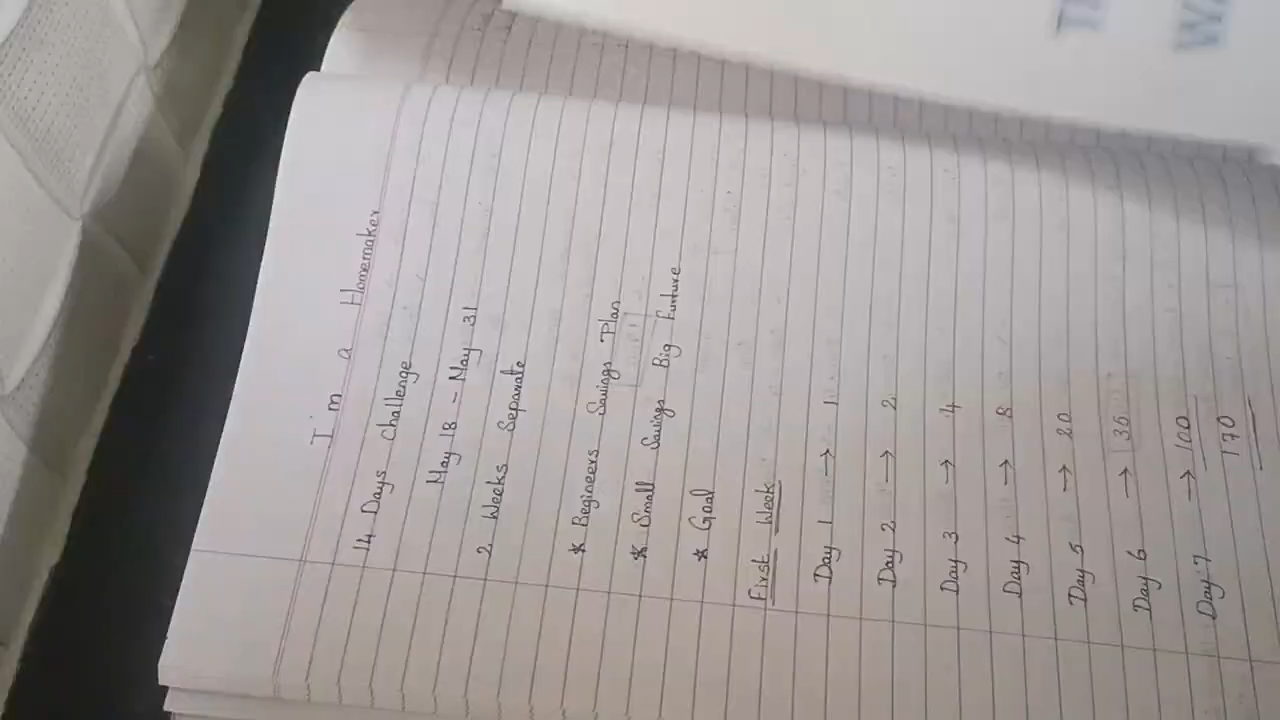 I'm a Homemaker
14 Days Challenge
May 18 - May 31
2 Weeks Separate
* Begineers Savings Plan
* Small Savings Big Furture
* Goal
First Week
Day 1 → 1
Day 2 → 2
Day 3 → 4
Day 4 → 8
Day 5 → 20
Day 6 → 35
Day 7 → 100
170